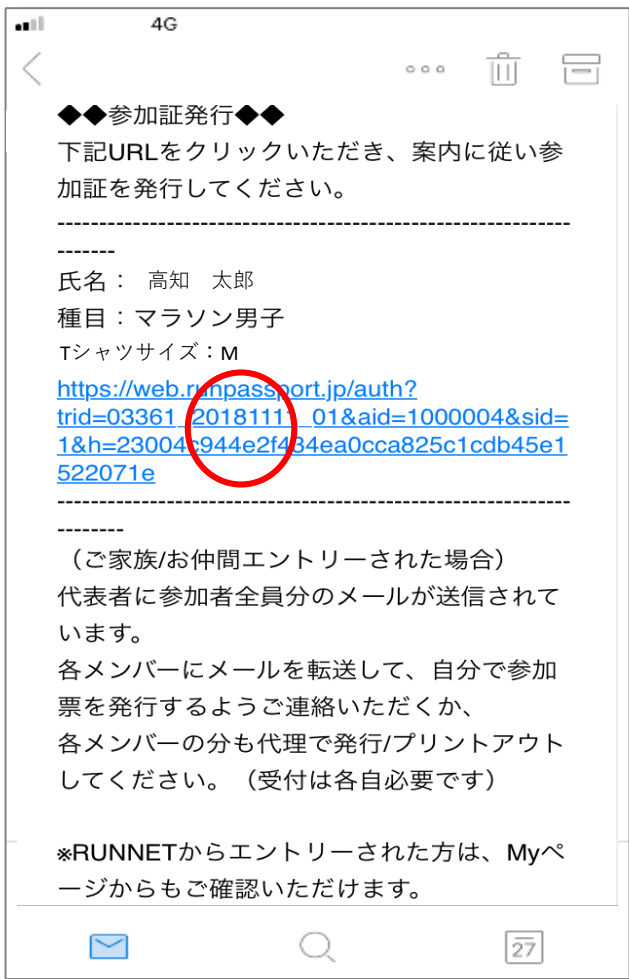 4G
◆◆参加証発行◆◆
下記URLをクリックいただき、案内に従い参
加証を発行してください。
-------------------------------------------------------------
-------
氏名： 高知　太郎
種目：マラソン男子
Tシャツサイズ：M
https://web.runpassport.jp/auth?
trid=03361_20181111_01&aid=1000004&sid=
1&h=23004c944e2f434ea0cca825c1cdb45e1
522071e
-------------------------------------------------------------
--------
（ご家族/お仲間エントリーされた場合）
代表者に参加者全員分のメールが送信されて
います。
各メンバーにメールを転送して、自分で参加
票を発行するようご連絡いただくか、
各メンバーの分も代理で発行/プリントアウト
してください。（受付は各自必要です）
※RUNNETからエントリーされた方は、Myペ
ージからもご確認いただけます。
27